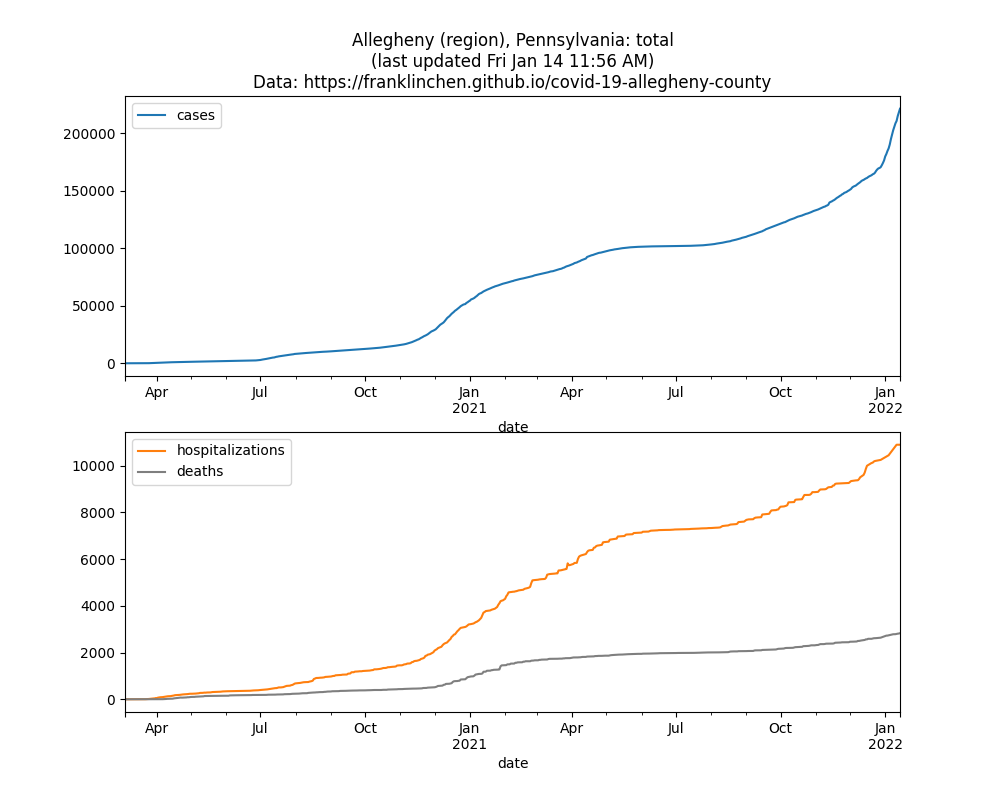 Allegheny (region), Pennsylvania: total
(last updated Fri Jan 14 11:56 AM)
Data: https://franklinchen.github.io/covid-19-allegheny-county
cases
200000
150000
100000
50000
0
Apr Jul Oct Jan Apr Jul Oct Jan
2021 2022
date
hospitalizations
deaths
10000
8000
6000
4000
2000
0
Apr Jul Oct Jan Apr Jul Oct Jan
2021 2022
date